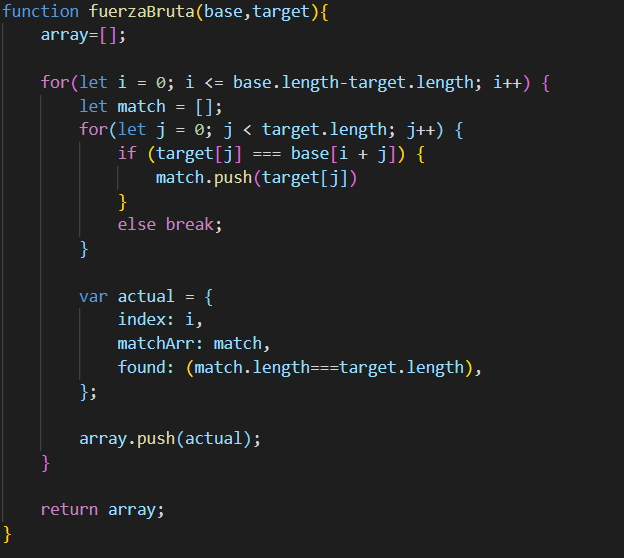 function fuerzaBruta(base,target){
    array=[];

    for(let i = 0; i <= base.length-target.length; i++) {
        let match = [];
        for(let j = 0; j < target.length; j++) {
            if (target[j] === base[i + j]) {
                match.push(target[j])
            }
            else break;
        }

        var actual = {
            index: i,
            matchArr: match,
            found: (match.length===target.length),
        };

        array.push(actual);
    }

    return array;
}